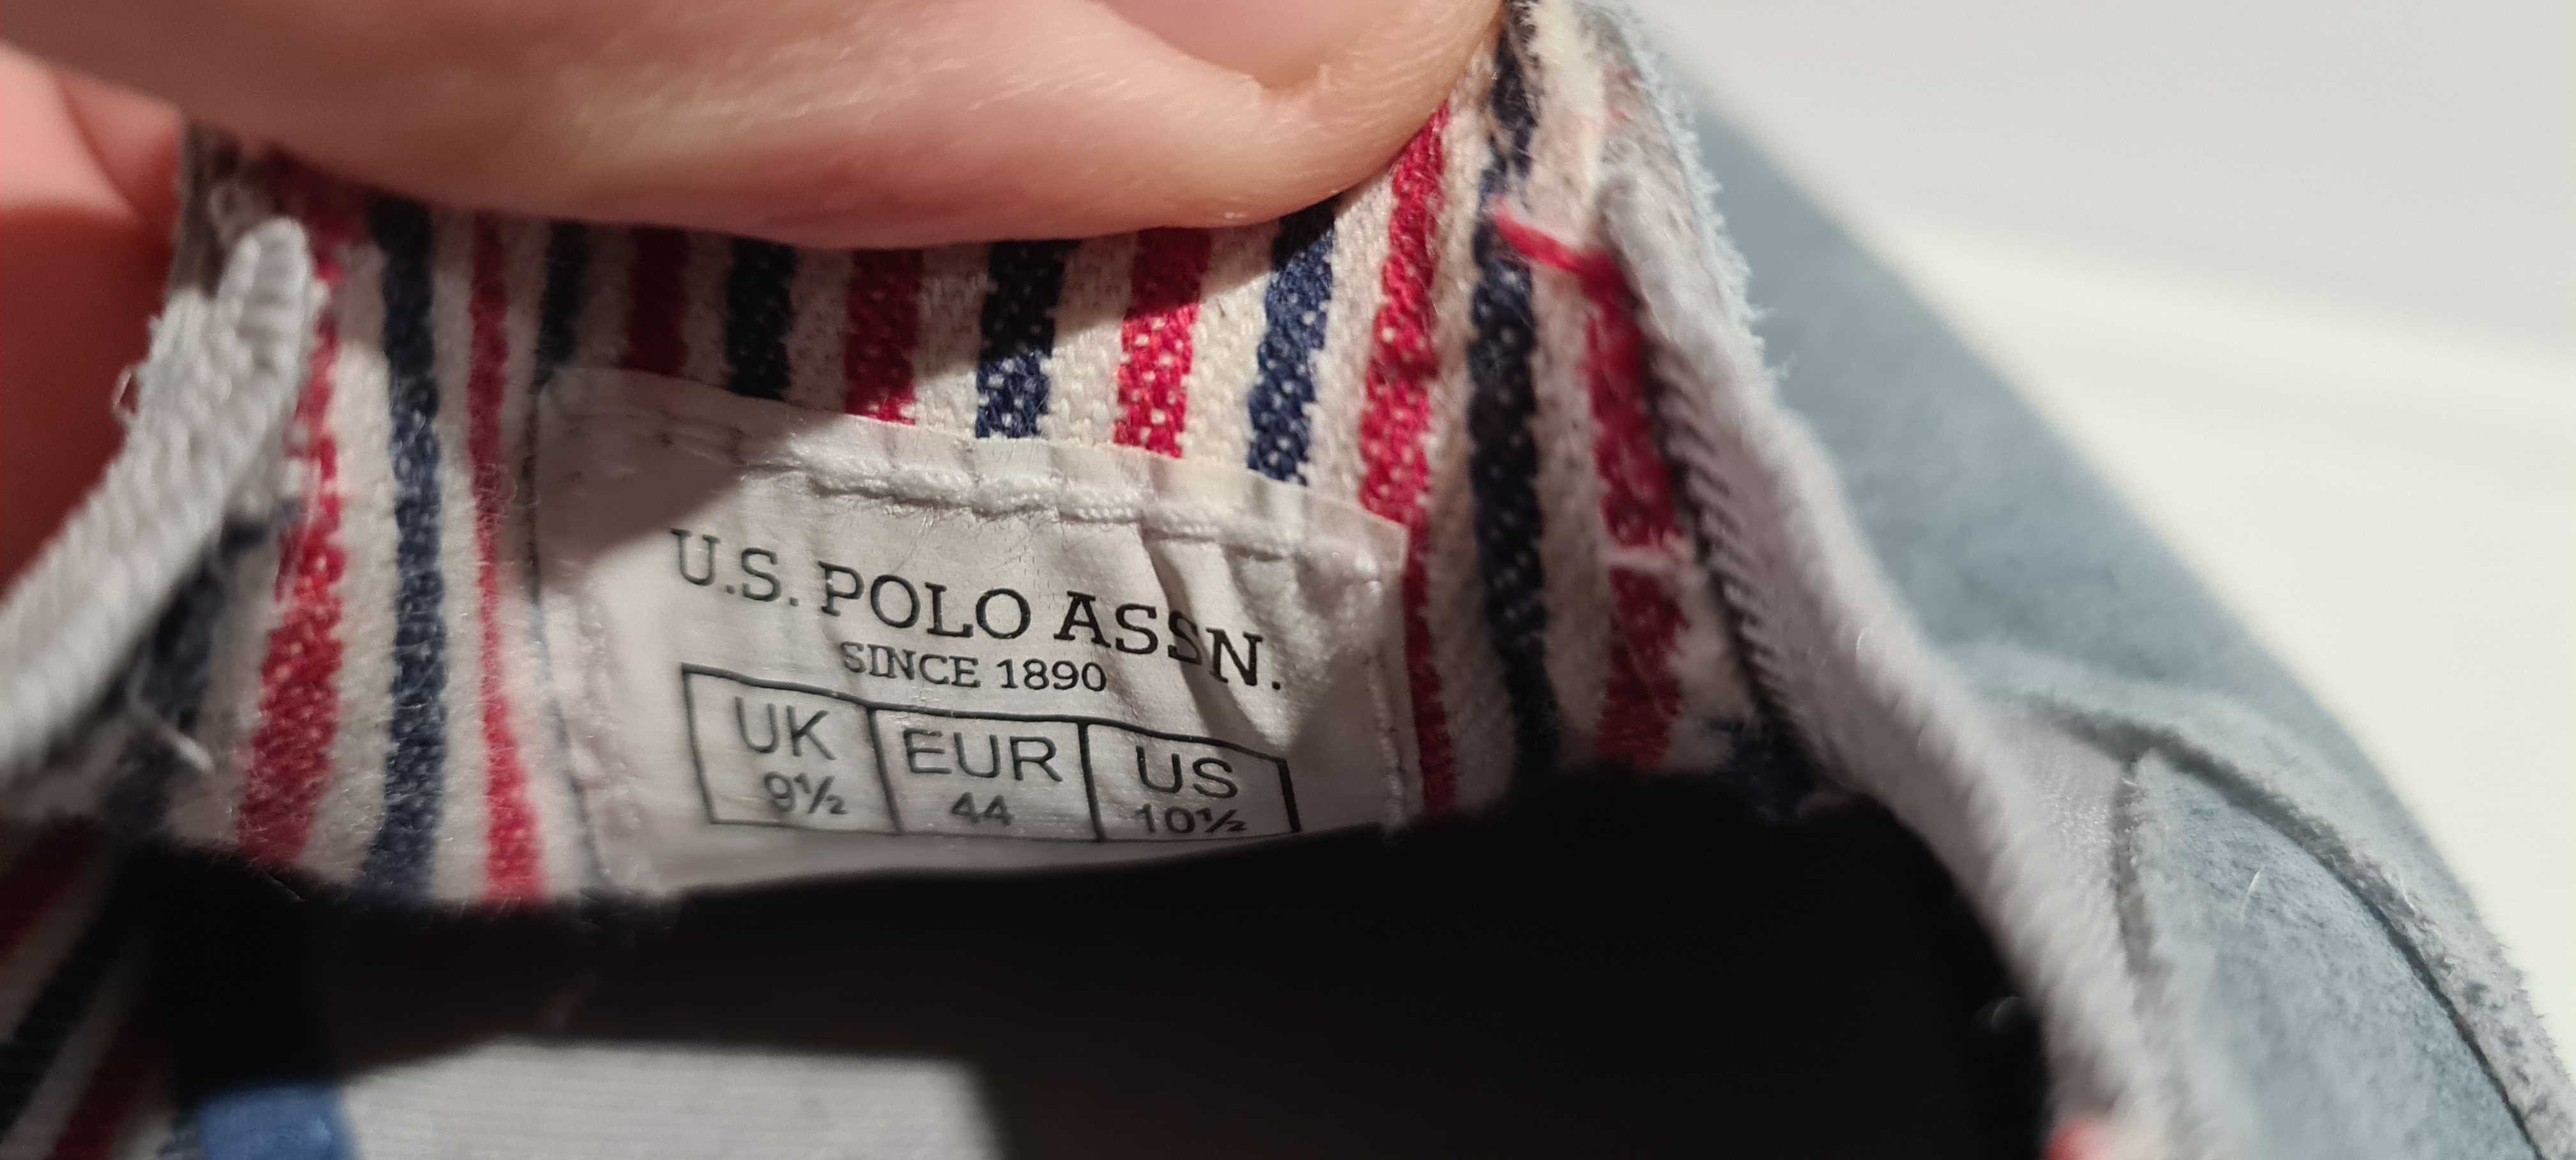 U.S. POLO ASSN.
SINCE 1890
UK EUR US
9½ 44 10½